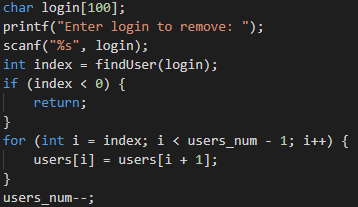 char login[100];
printf("Enter login to remove: ");
scanf("%s", login);
int index = findUser(login);
if (index < 0) {
    return;
}
for (int i = index; i < users_num - 1; i++) {
    users[i] = users[i + 1];
}
users_num--;